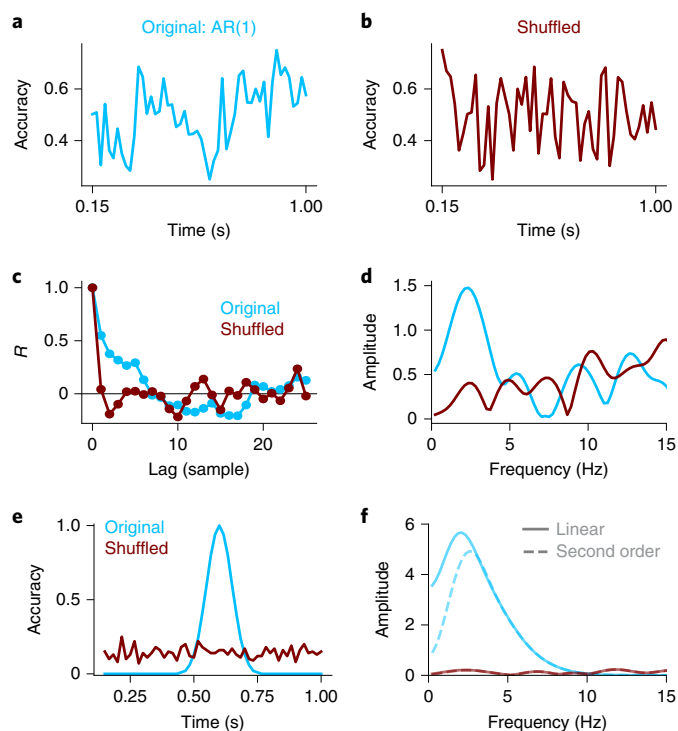 a
Original: AR(1)
Accuracy
0.6
0.4
0.15
1.00
Time (s)
b
Shuffled
Accuracy
0.6
0.4
0.15
1.00
Time (s)
c
R
1.0
0.5
0
Original
Shuffled
0
10
20
Lag (sample)
d
Amplitude
1.5
1.0
0.5
0
0
5
10
15
Frequency (Hz)
e
Accuracy
Original
Shuffled
1.0
0.5
0
0.25
0.50
0.75
1.00
Time (s)
f
Amplitude
6
4
2
0
Linear
Second order
0
5
10
15
Frequency (Hz)